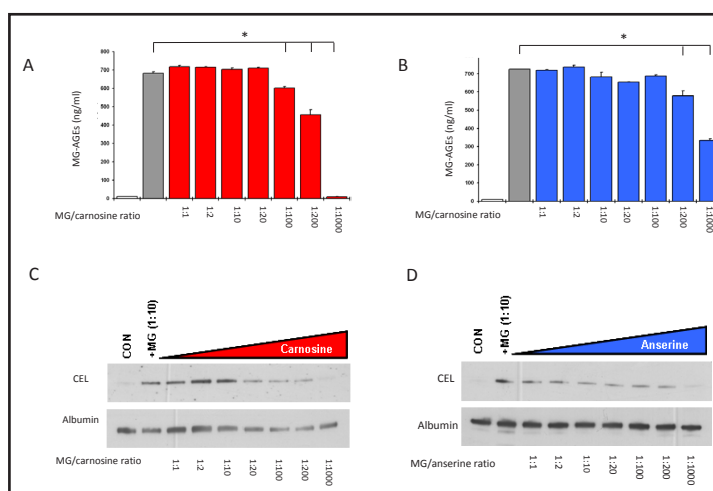 A
*
MG-AGEs (ng/ml)
800
700
600
500
400
300
200
100
0
MG/carnosine ratio
1:1
1:2
1:10
1:20
1:100
1:200
1:1000
B
*
MG-AGEs (ng/ml)
800
700
600
500
400
300
200
100
0
MG/carnosine ratio
1:1
1:2
1:10
1:20
1:100
1:200
1:1000
C
CON
+MG (1:10)
Carnosine
CEL
Albumin
MG/carnosine ratio
1:1
1:2
1:10
1:20
1:100
1:200
1:1000
D
CON
+MG (1:10)
Anserine
CEL
Albumin
MG/anserine ratio
1:1
1:2
1:10
1:20
1:100
1:200
1:1000